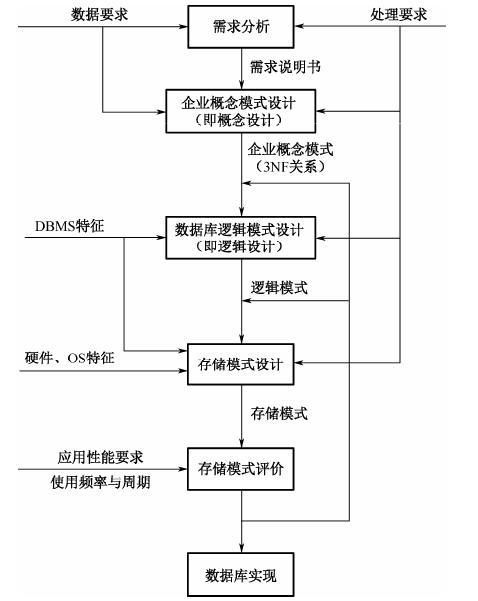 数据要求
需求分析
处理要求
需求说明书
企业概念模式设计
（即概念设计）
企业概念模式
（3NF关系）
DBMS特征
数据库逻辑模式设计
（即逻辑设计）
逻辑模式
硬件、OS特征
存储模式设计
存储模式
应用性能要求
使用频率与周期
存储模式评价
数据库实现